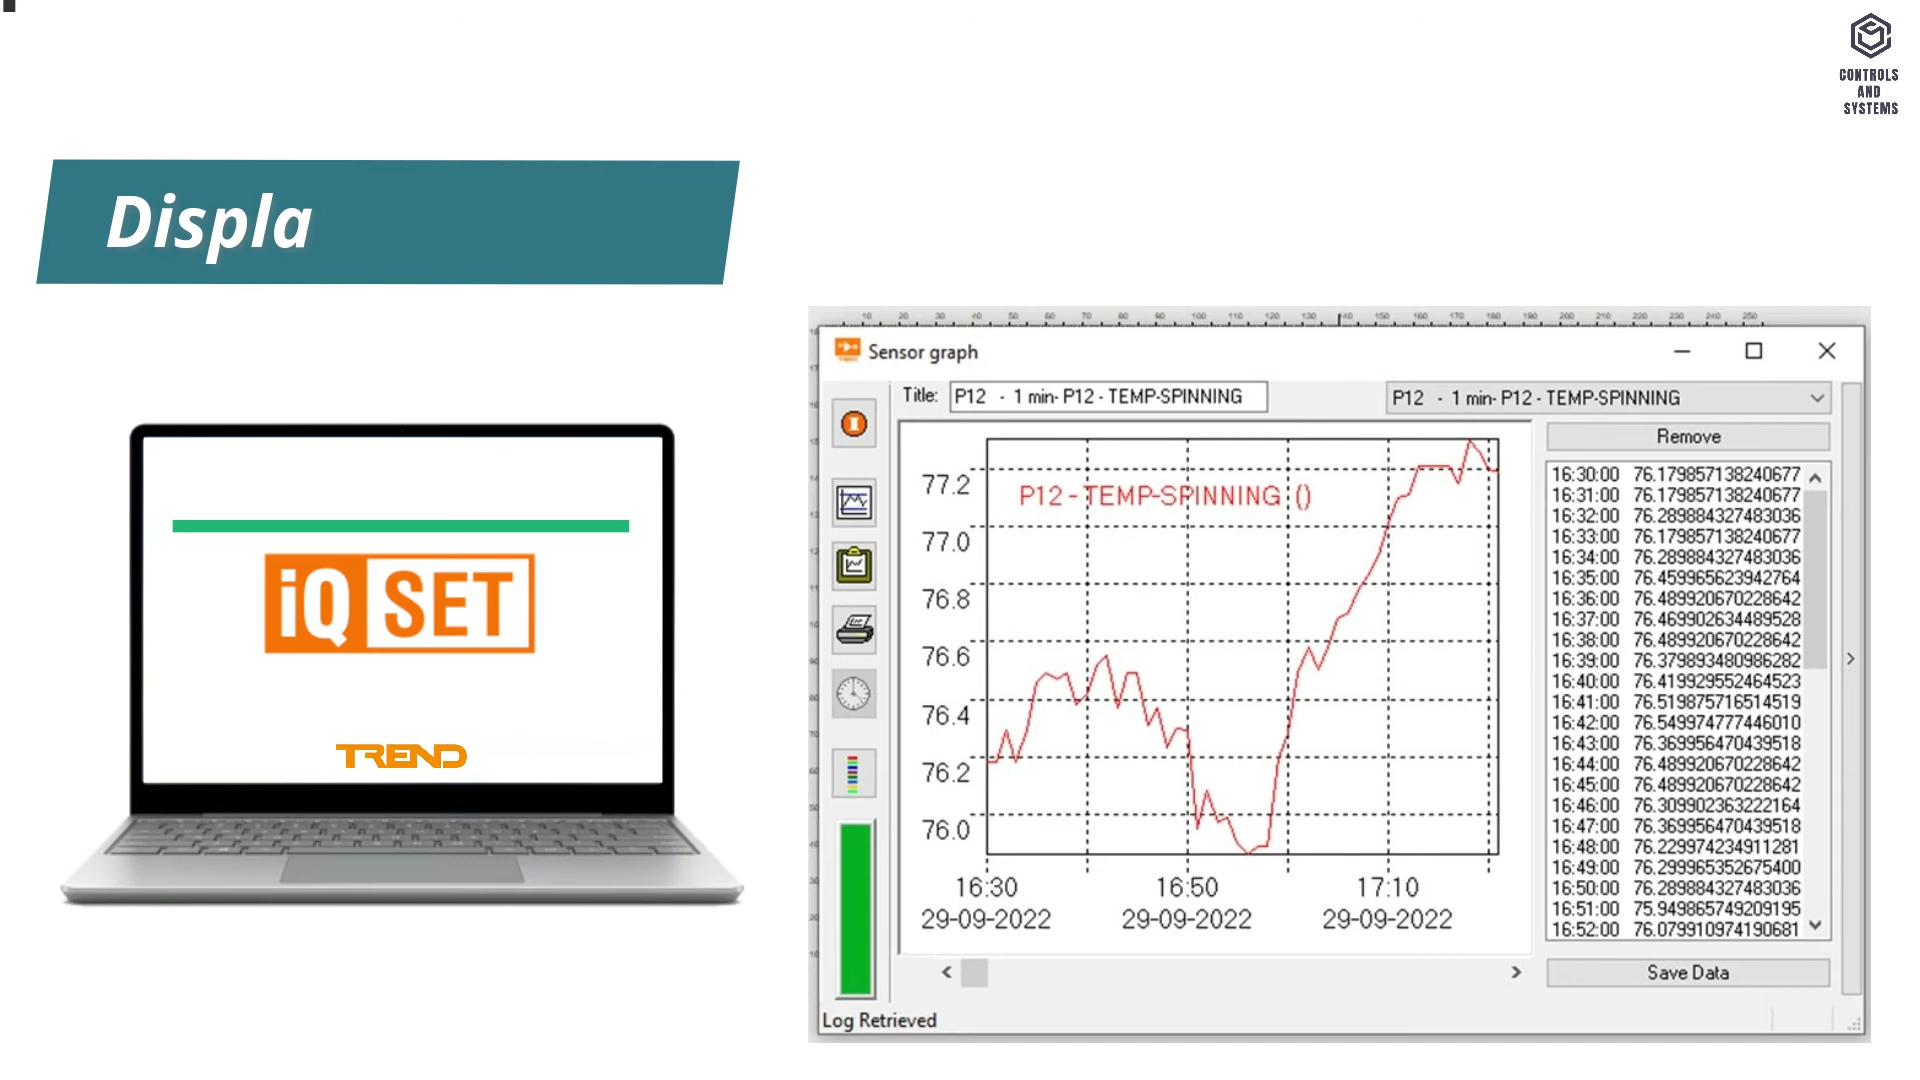 CONTROLS
AND
SYSTEMS
Displa
iQ SET
TREND
Sensor graph
Title: P12 - 1 min- P12 - TEMP-SPINNING
P12 - 1 min- P12 - TEMP-SPINNING
Remove
P12 - TEMP-SPINNING ()
77.2
77.0
76.8
76.6
76.4
76.2
76.0
16:30 16:50 17:10
29-09-2022 29-09-2022 29-09-2022
16:30:00 76.179857138240677
16:31:00 76.179857138240677
16:32:00 76.289884327483036
16:33:00 76.179857138240677
16:34:00 76.289884327483036
16:35:00 76.459965623942764
16:36:00 76.489920670228642
16:37:00 76.469902634489528
16:38:00 76.489920670228642
16:39:00 76.379893480986282
16:40:00 76.419929552464523
16:41:00 76.519875716514519
16:42:00 76.549974777446010
16:43:00 76.369956470439518
16:44:00 76.489920670228642
16:45:00 76.489920670228642
16:46:00 76.309902363222164
16:47:00 76.369956470439518
16:48:00 76.229974234911281
16:49:00 76.299965352675400
16:50:00 76.289884327483036
16:51:00 75.949865749209195
16:52:00 76.079910974190681
Save Data
Log Retrieved